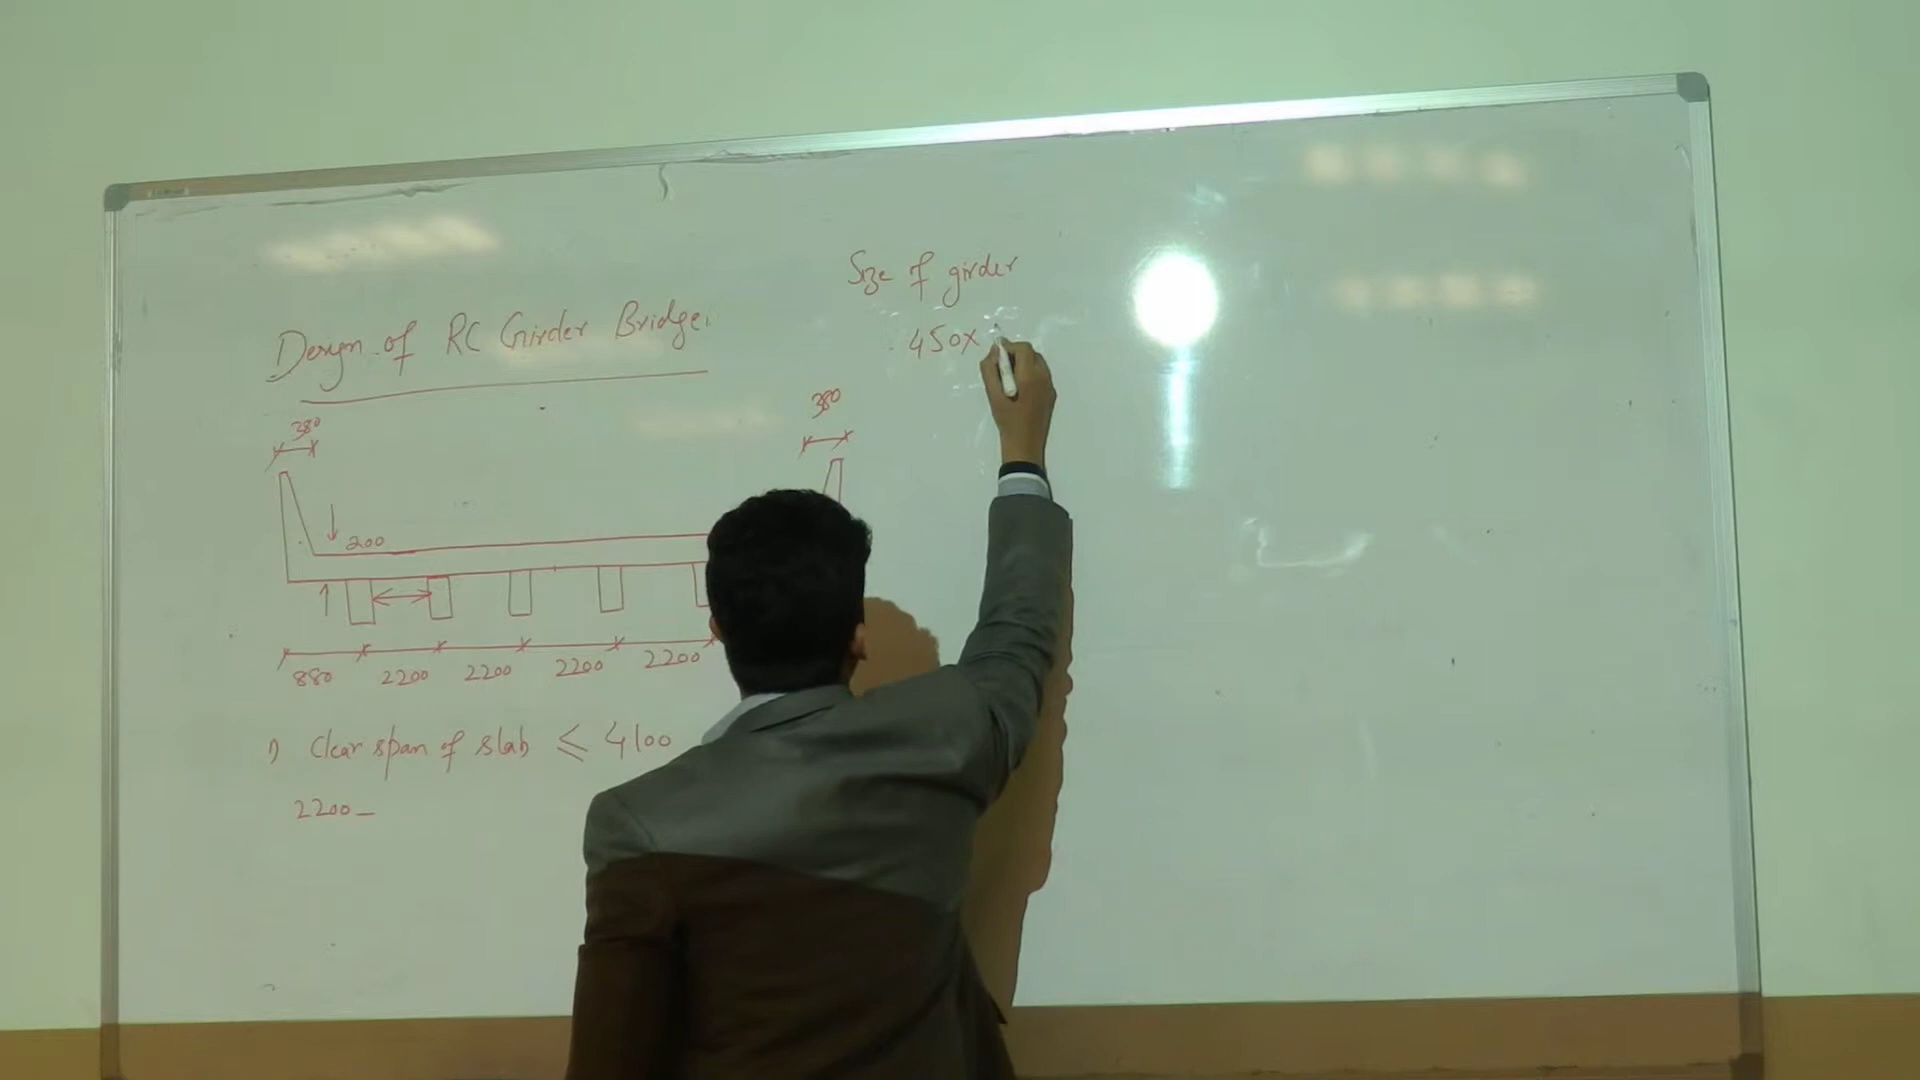 Design of RC Girder Bridge.
380
380
200
880 2200 2200 2200 2200
1) Clear span of slab ≤ 4100
2200 -
Size of girder
450x